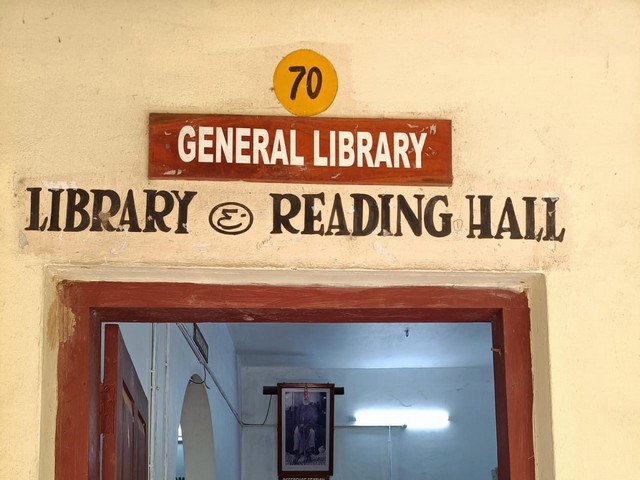 70
GENERAL LIBRARY
LIBRARY & READING HALL